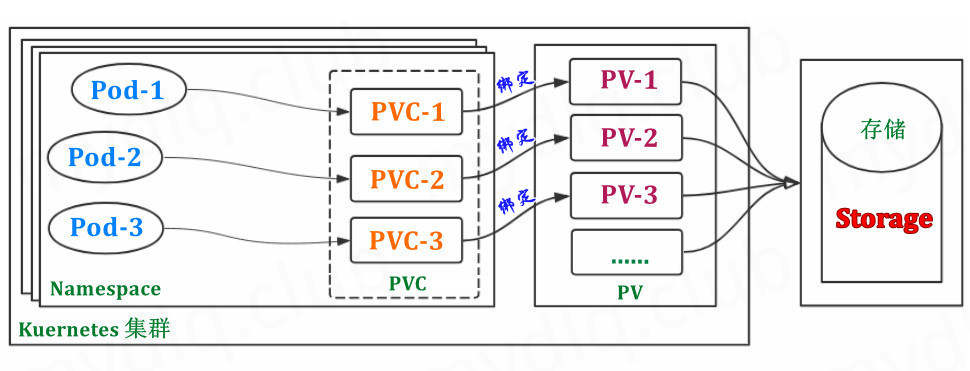 Pod-1
Pod-2
Pod-3
PVC-1
PVC-2
PVC-3
PVC
Namespace
Kuernetes 集群
绑定
绑定
绑定
PV-1
PV-2
PV-3
......
PV
存储
Storage